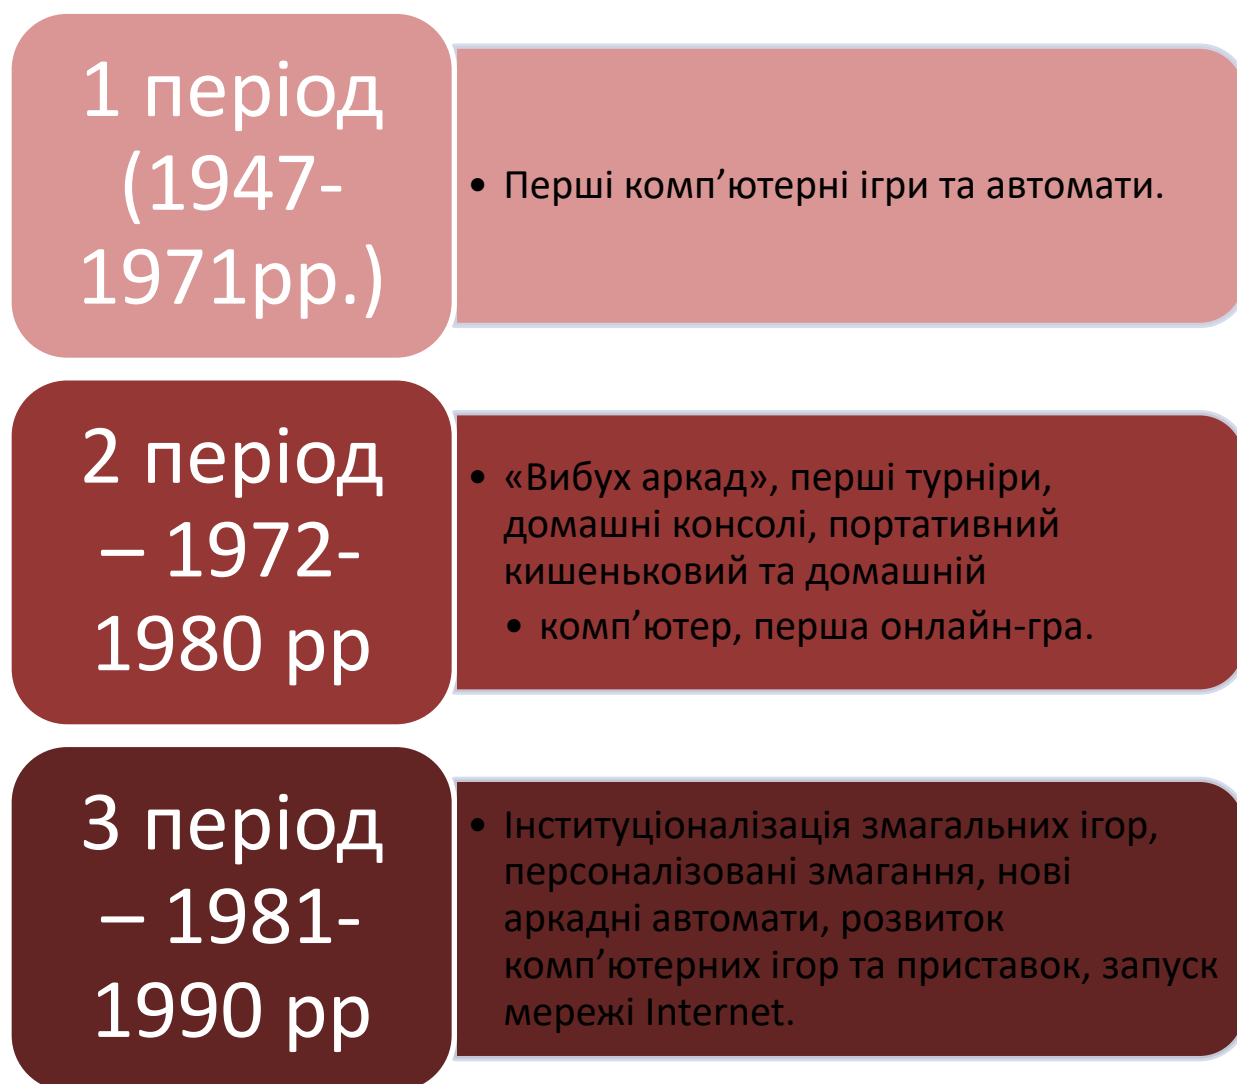 1 період
(1947-
1971рр.)
• Перші комп’ютерні ігри та автомати.
2 період
– 1972-
1980 рр
• «Вибух аркад», перші турніри,
домашні консолі, портативний
кишеньковий та домашній
• комп’ютер, перша онлайн-гра.
3 період
– 1981-
1990 рр
• Інституціоналізація змагальних ігор,
персоналізовані змагання, нові
аркадні автомати, розвиток
комп’ютерних ігор та приставок, запуск
мережі Internet.